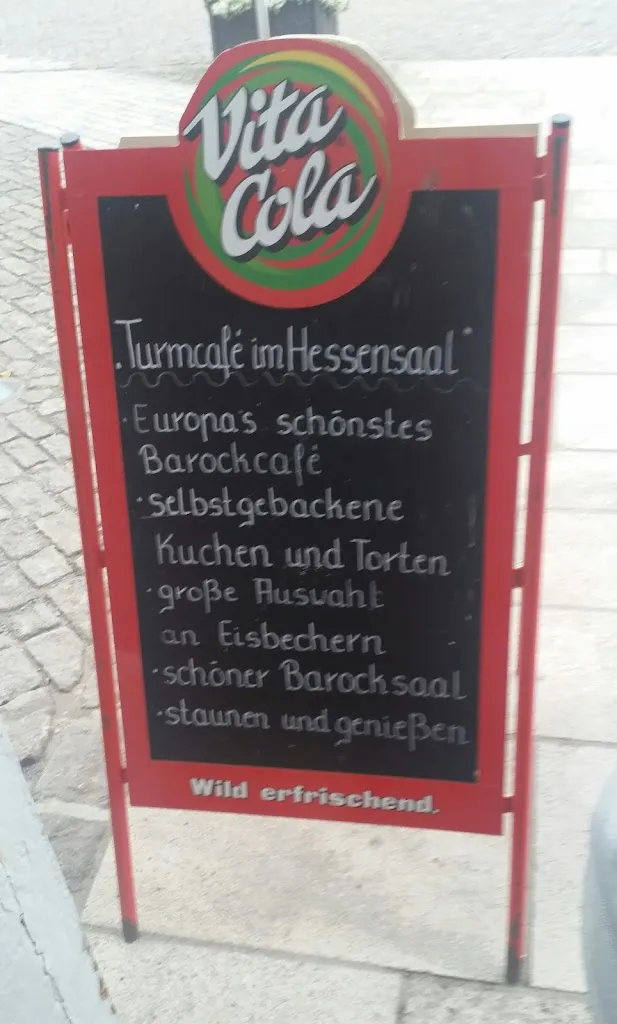 Vita
Cola
"Turmcafé im Hessensaal"
· Europa's schönstes
Barockcafé
· selbstgebackene
Kuchen und Torten
· große Auswahl
an Eisbechern
· schöner Barocksaal
· staunen und genießen
Wild erfrischend.